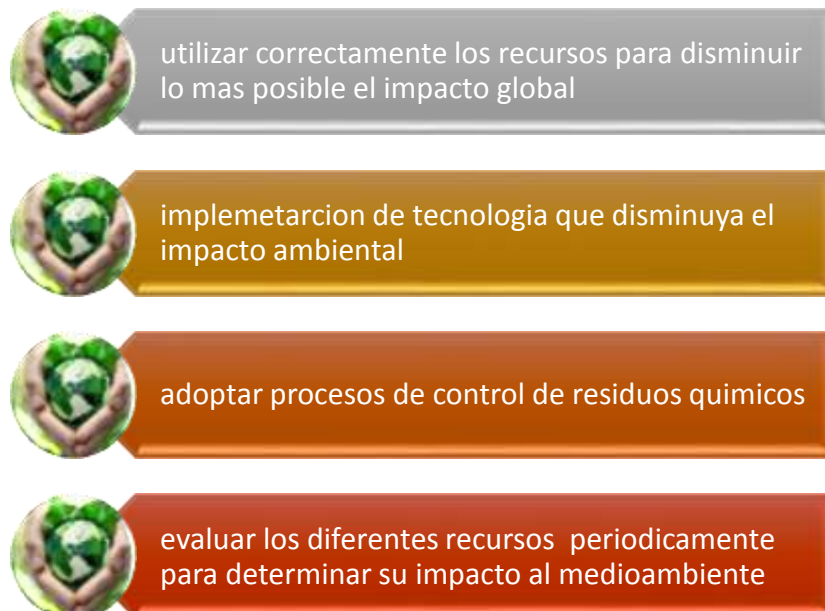 utilizar correctamente los recursos para disminuir
lo mas posible el impacto global
implemetarcion de tecnologia que disminuya el
impacto ambiental
adoptar procesos de control de residuos quimicos
evaluar los diferentes recursos  periodicamente
para determinar su impacto al medioambiente